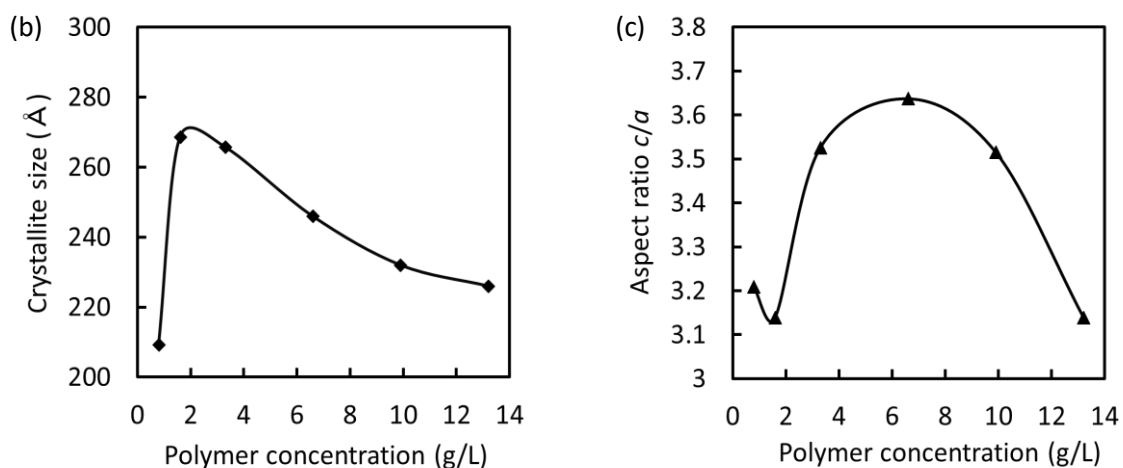 (b)
Crystallite size (Å)
300
280
260
240
220
200
0 2 4 6 8 10 12 14
Polymer concentration (g/L)
(c)
Aspect ratio c/a
3.8
3.7
3.6
3.5
3.4
3.3
3.2
3.1
3
0 2 4 6 8 10 12 14
Polymer concentration (g/L)